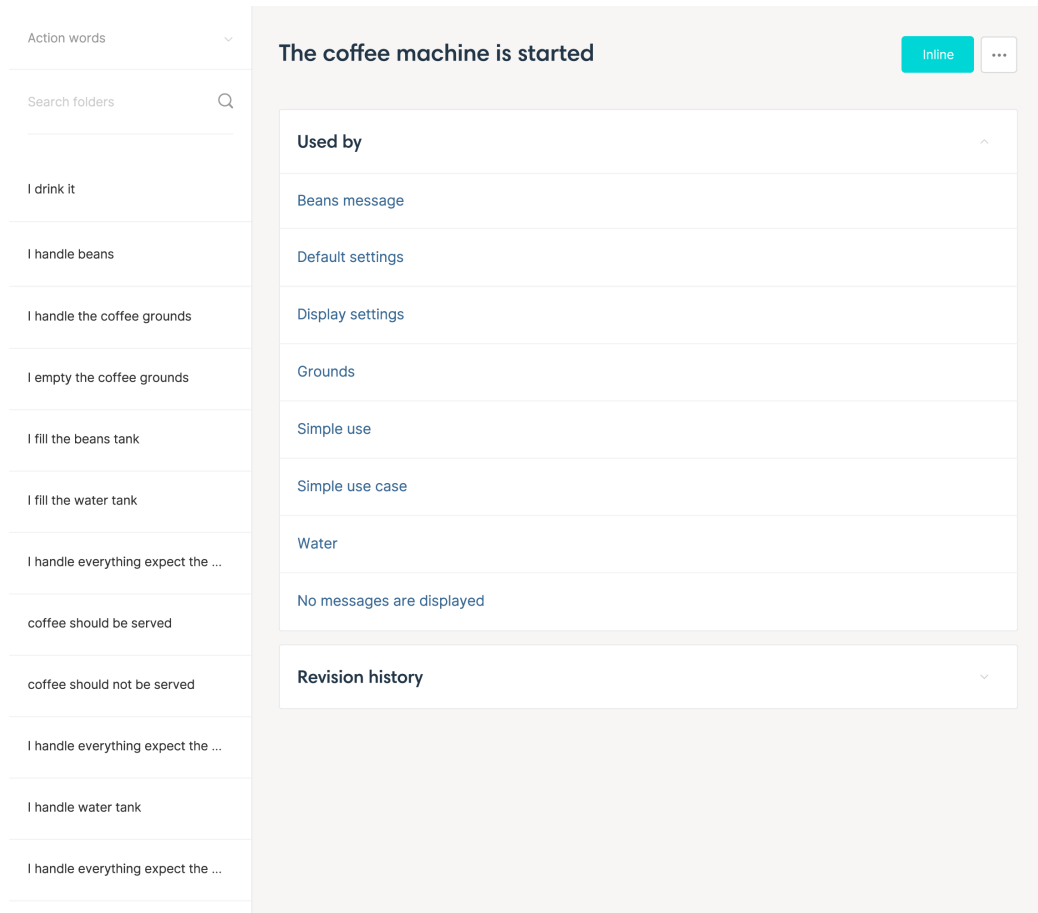 Action words
Search folders
I drink it
I handle beans
I handle the coffee grounds
I empty the coffee grounds
I fill the beans tank
I fill the water tank
I handle everything expect the ...
coffee should be served
coffee should not be served
I handle everything expect the ...
I handle water tank
I handle everything expect the ...
The coffee machine is started
Inline
Used by
Beans message
Default settings
Display settings
Grounds
Simple use
Simple use case
Water
No messages are displayed
Revision history